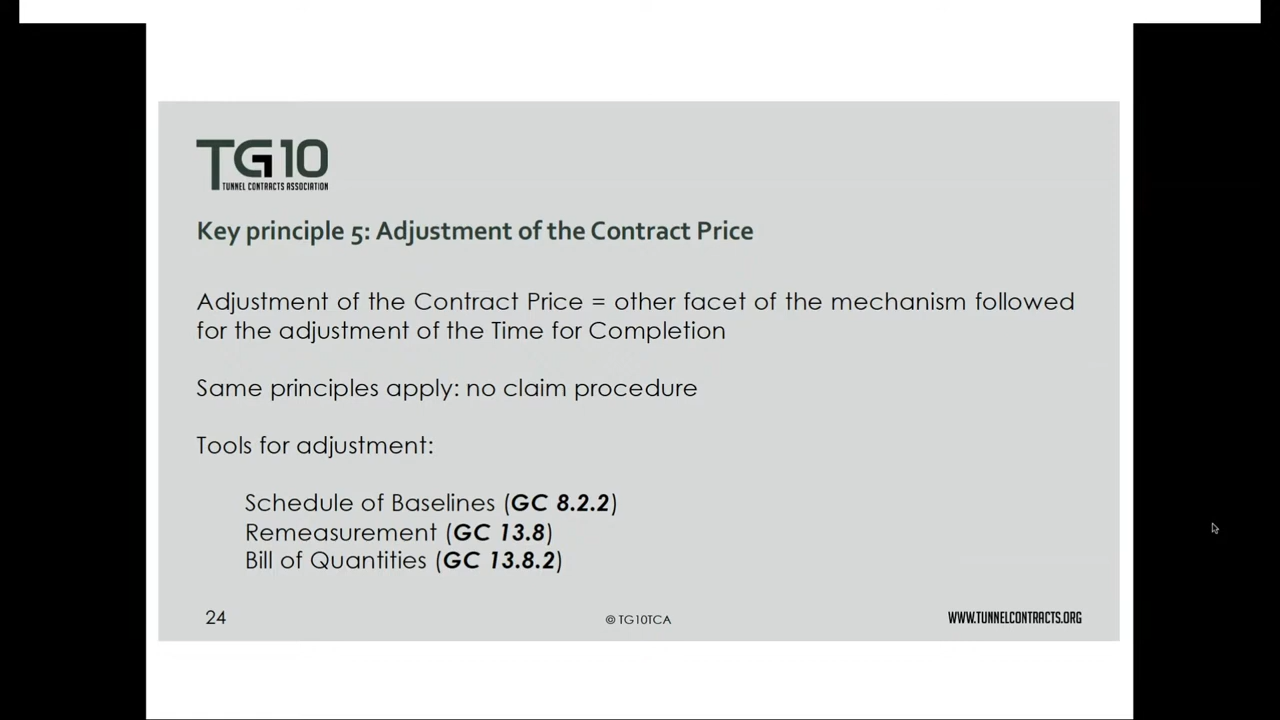 TG10
TUNNEL CONTRACTS ASSOCIATION
Key principle 5: Adjustment of the Contract Price
Adjustment of the Contract Price = other facet of the mechanism followed
for the adjustment of the Time for Completion
Same principles apply: no claim procedure
Tools for adjustment:
Schedule of Baselines (GC 8.2.2)
Remeasurement (GC 13.8)
Bill of Quantities (GC 13.8.2)
24
© TG10TCA
WWW.TUNNELCONTRACTS.ORG